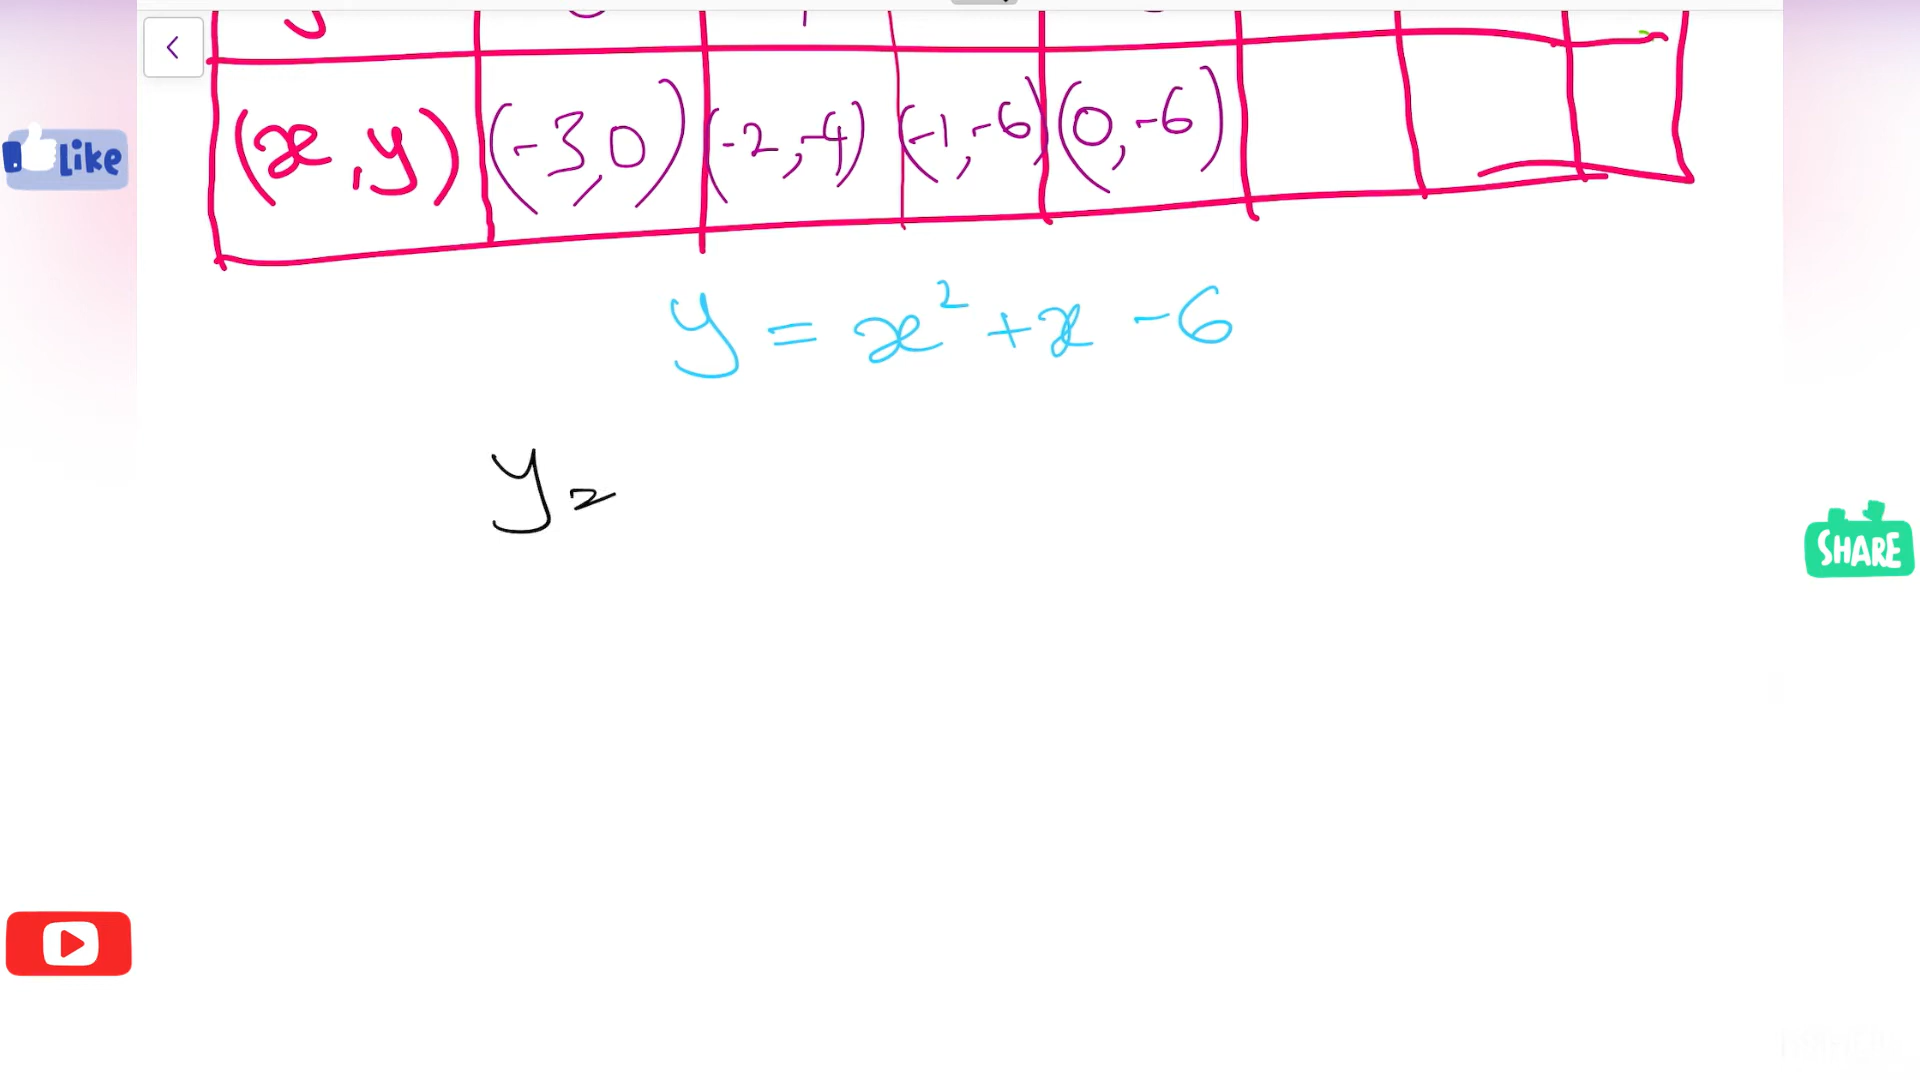 (x,y) (-3,0) (-2,-4) (-1,-6) (0,-6)
y = x² + x - 6
y =
Like
SHARE